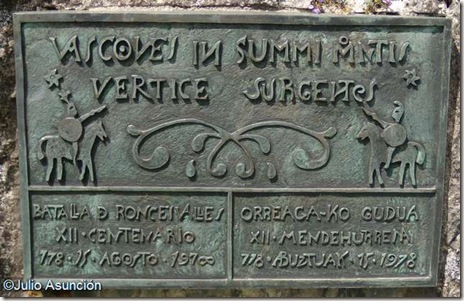 VASCONES IN SUMMI MONTIS
VERTICE SURGENTES
BATALLA D RONCESVALLES
XII·CENTENARIO
778·15·AGOSTO·1978
ORREAGA-KO GUDUA
XII·MENDEHURRENA
778·ABUZTUAK·15·1978
©Julio Asunción